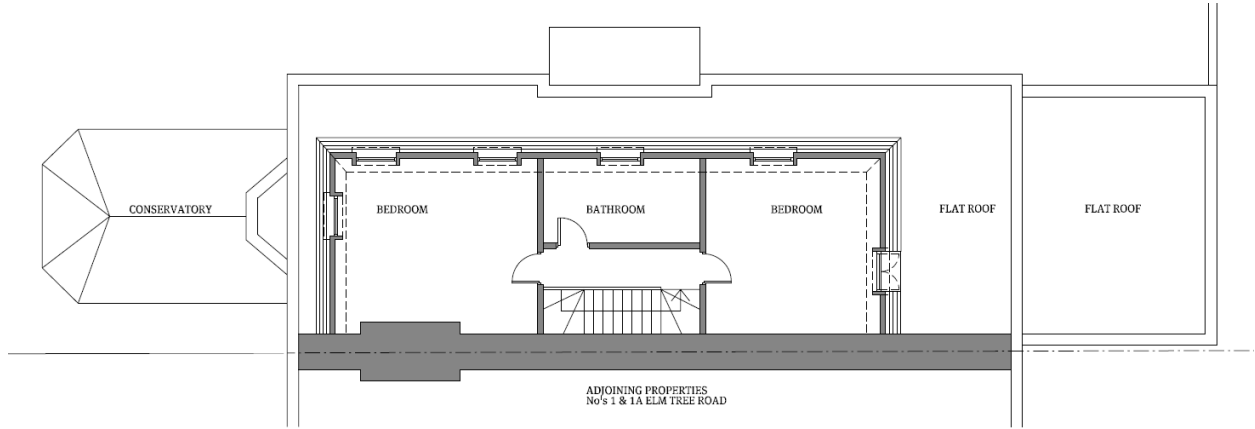 CONSERVATORY
BEDROOM
BATHROOM
BEDROOM
FLAT ROOF
FLAT ROOF
ADJOINING PROPERTIES
No's 1 & 1A ELM TREE ROAD